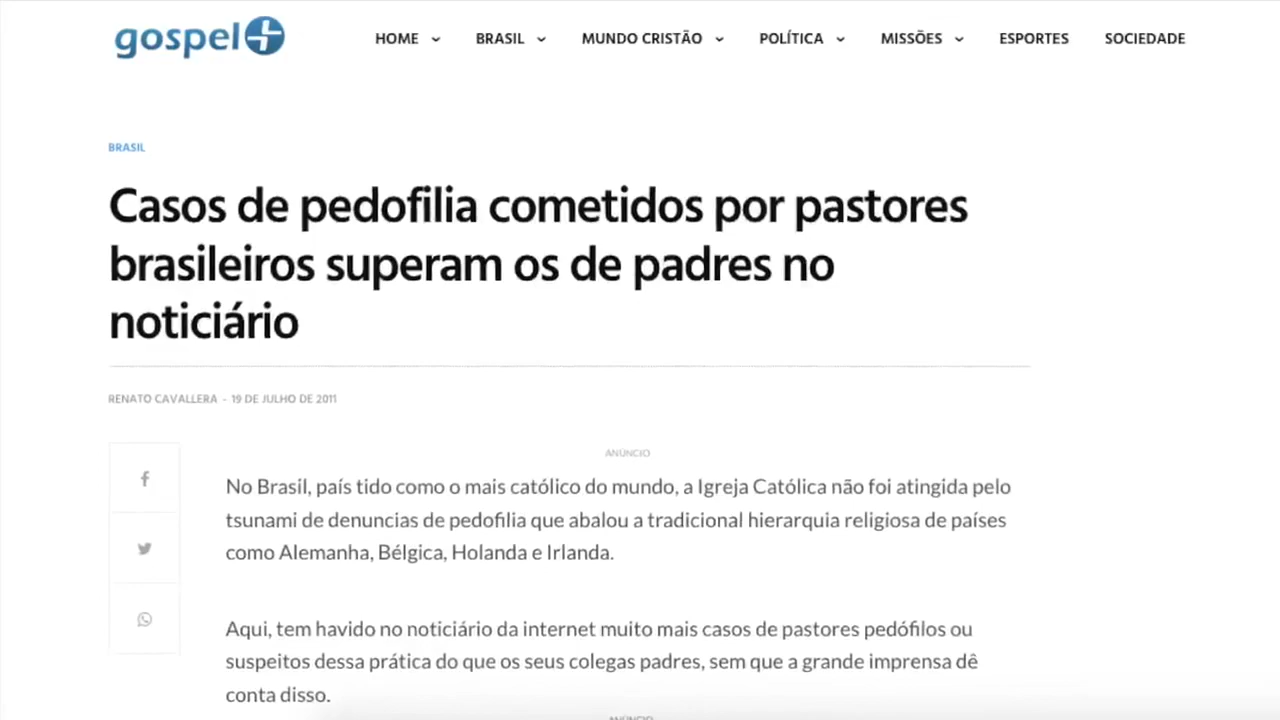 gospel+
HOME BRASIL MUNDO CRISTÃO POLÍTICA MISSÕES ESPORTES SOCIEDADE
BRASIL
Casos de pedofilia cometidos por pastores
brasileiros superam os de padres no
noticiário
RENATO CAVALLERA - 19 DE JULHO DE 2011
ANÚNCIO
No Brasil, país tido como o mais católico do mundo, a Igreja Católica não foi atingida pelo
tsunami de denuncias de pedofilia que abalou a tradicional hierarquia religiosa de países
como Alemanha, Bélgica, Holanda e Irlanda.
Aqui, tem havido no noticiário da internet muito mais casos de pastores pedófilos ou
suspeitos dessa prática do que os seus colegas padres, sem que a grande imprensa dê
conta disso.
ANÚNCIO